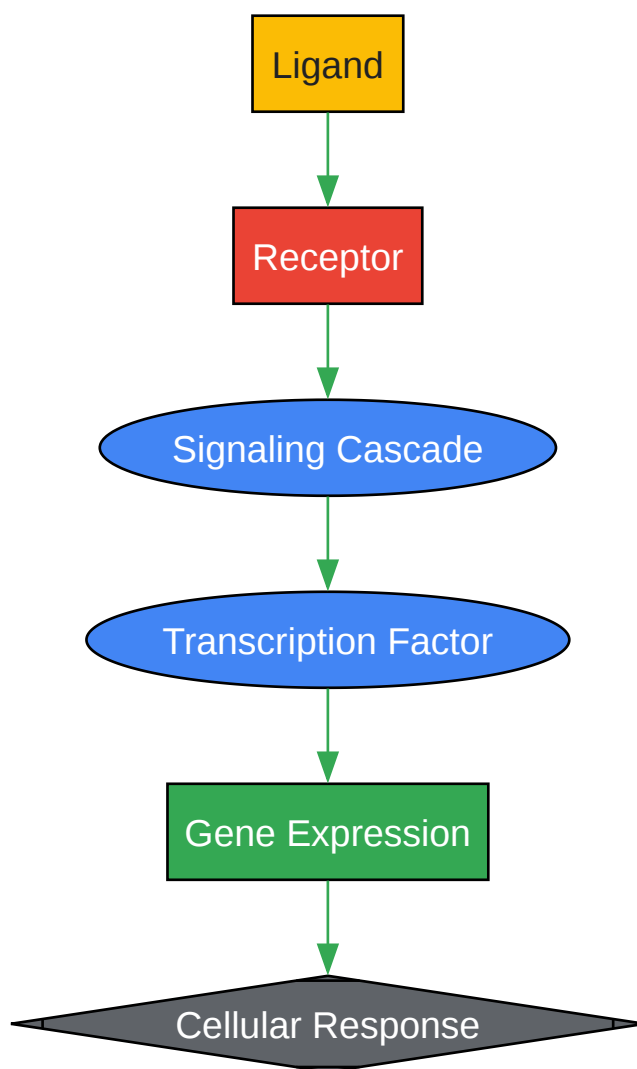 Ligand
Receptor
Signaling Cascade
Transcription Factor
Gene Expression
Cellular Response